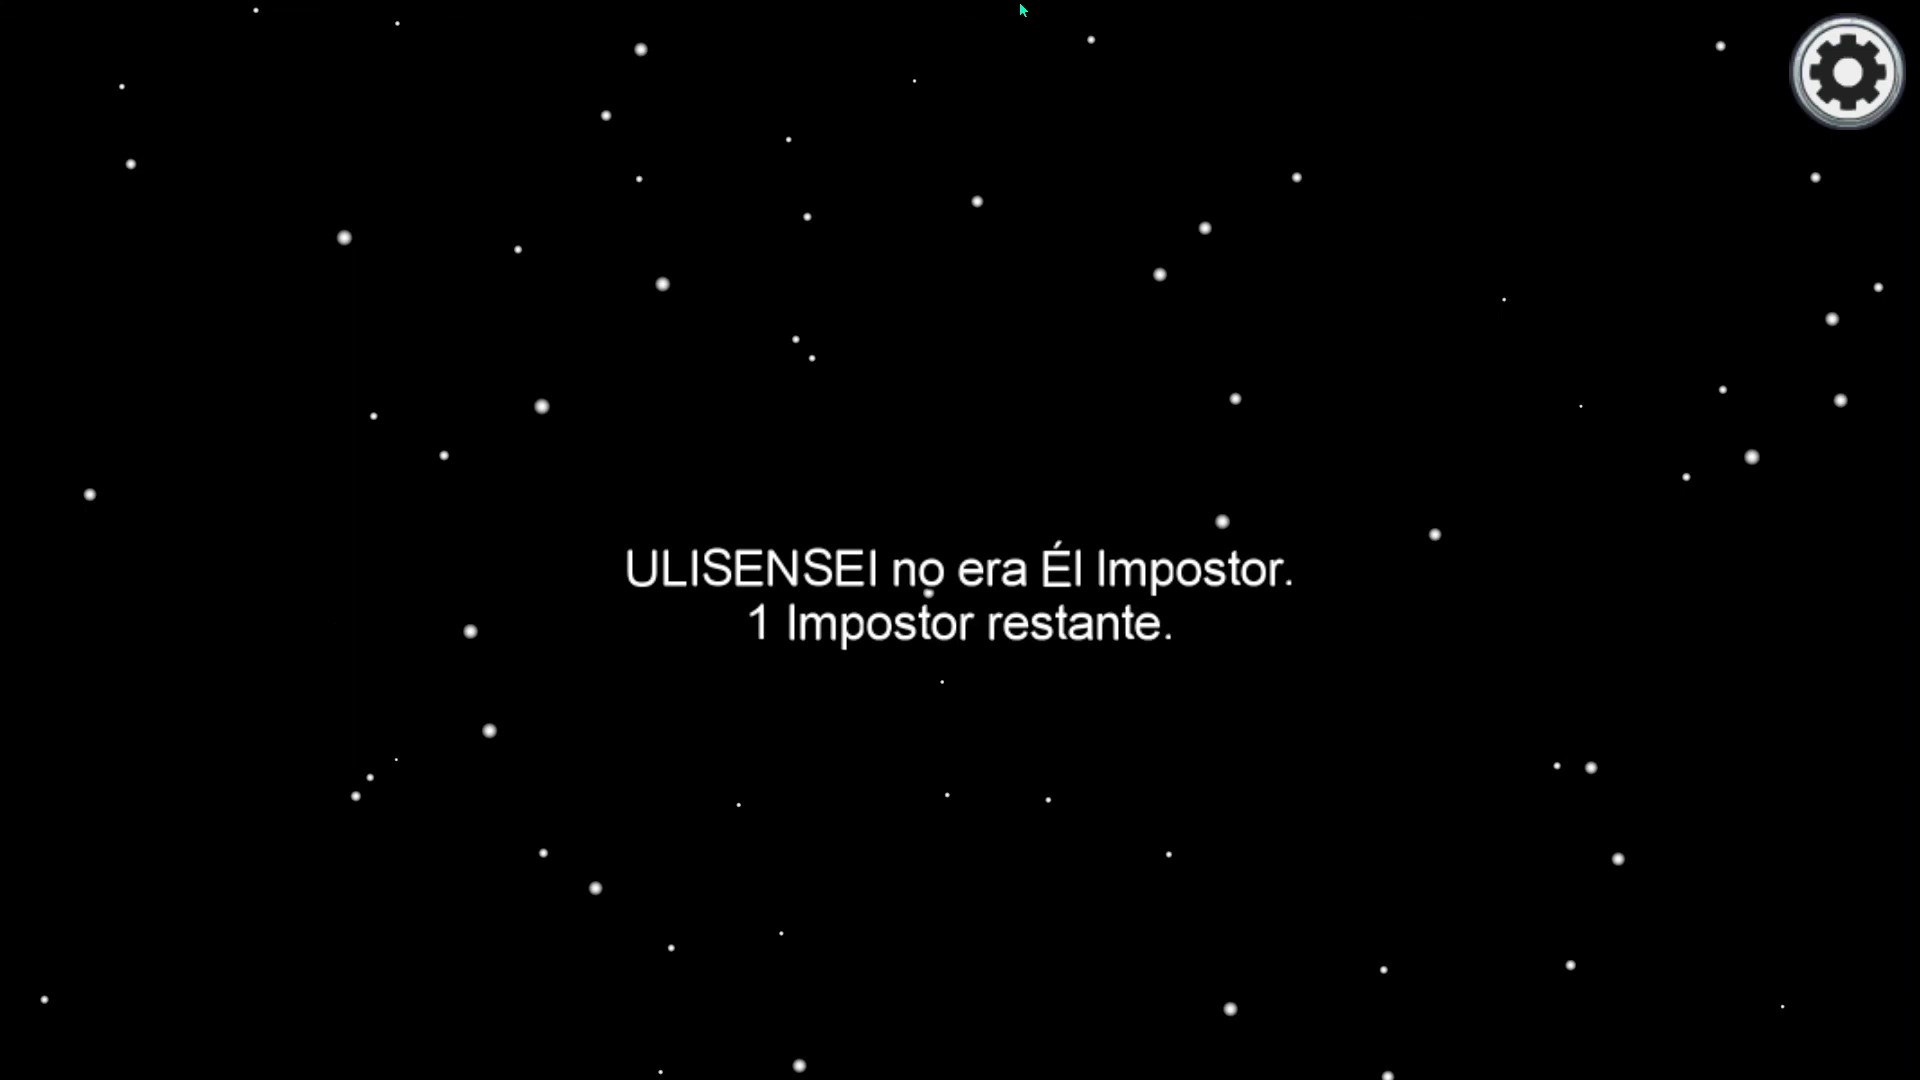 ULISENSEI no era Él Impostor.
1 Impostor restante.